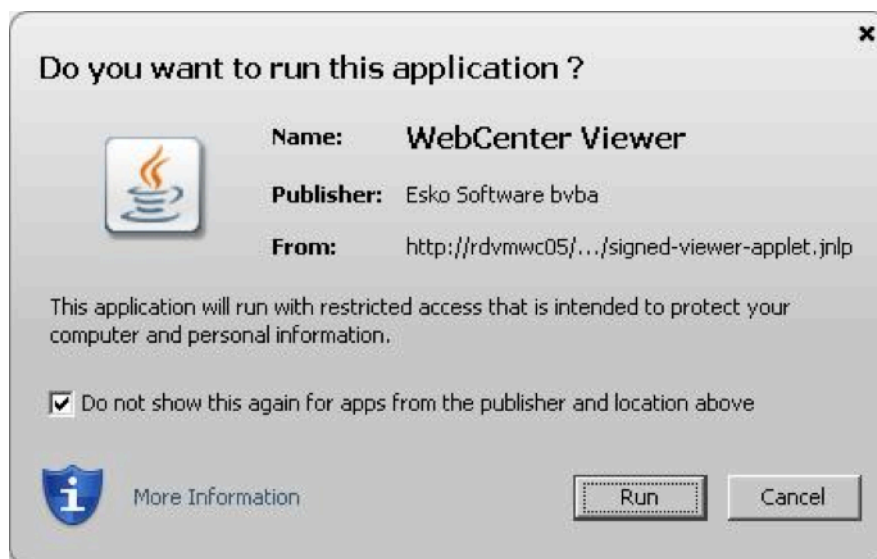 Do you want to run this application ?
Name: WebCenter Viewer
Publisher: Esko Software bvba
From: http://rdvmwc05/.../signed-viewer-applet.jnlp
This application will run with restricted access that is intended to protect your
computer and personal information.
Do not show this again for apps from the publisher and location above
More Information
Run
Cancel